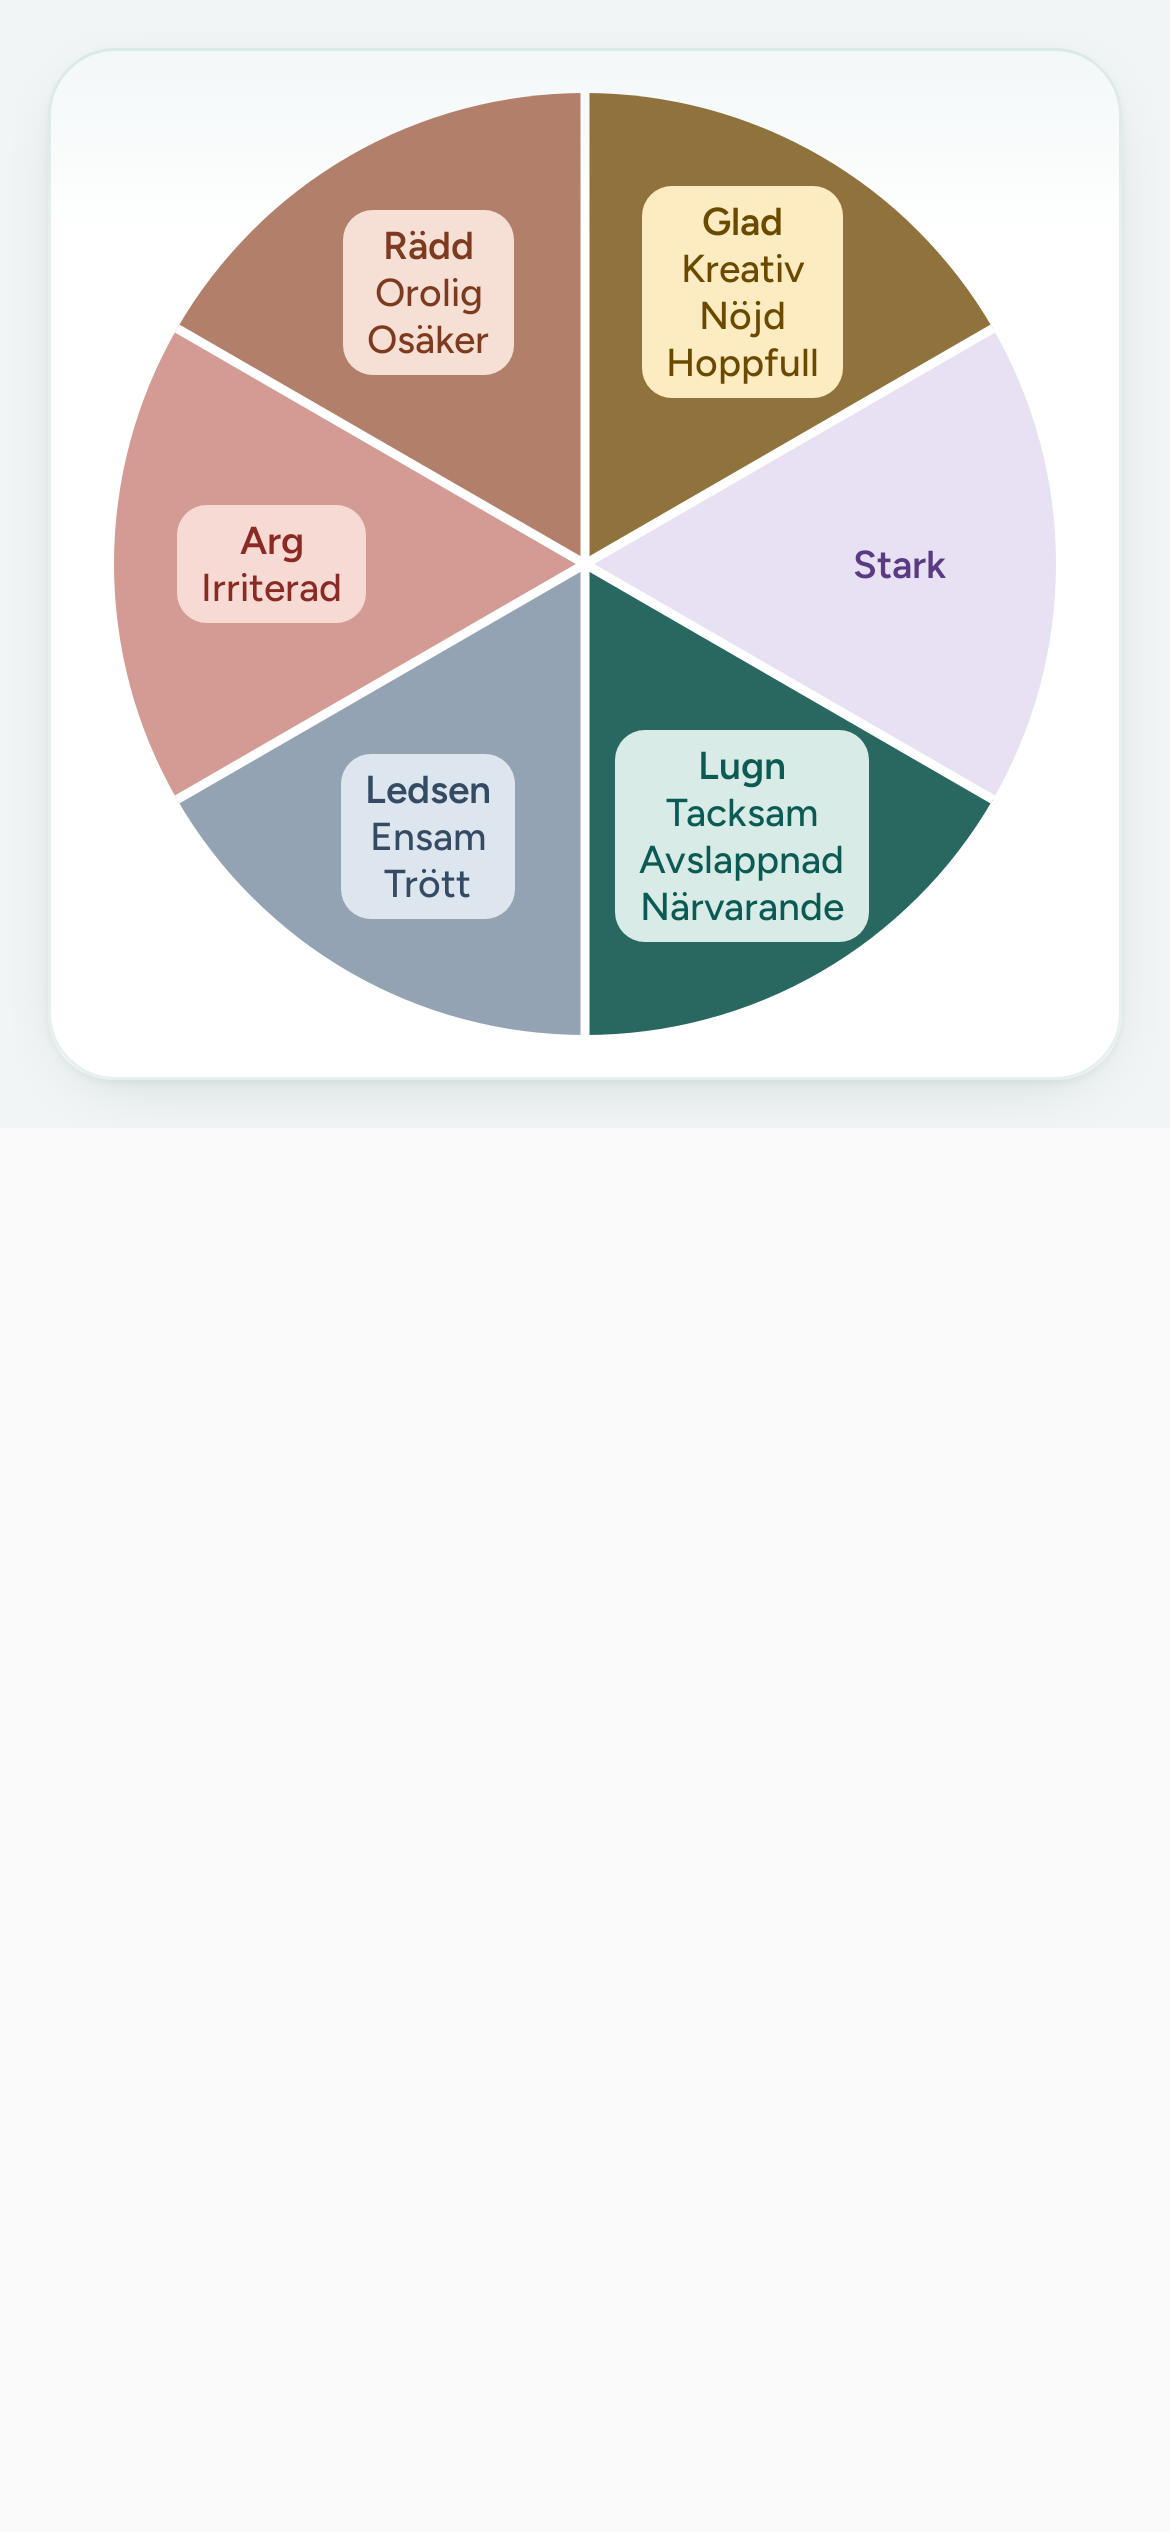 Rädd
Orolig
Osäker
Glad
Kreativ
Nöjd
Hoppfull
Arg
Irriterad
Stark
Ledsen
Ensam
Trött
Lugn
Tacksam
Avslappnad
Närvarande